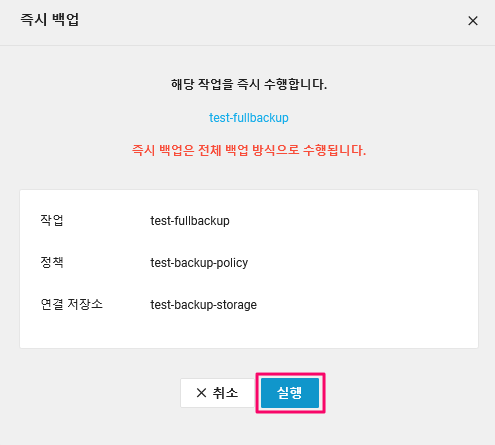 즉시 백업
해당 작업을 즉시 수행합니다.
test-fullbackup
즉시 백업은 전체 백업 방식으로 수행됩니다.
작업 test-fullbackup
정책 test-backup-policy
연결 저장소 test-backup-storage
취소 실행